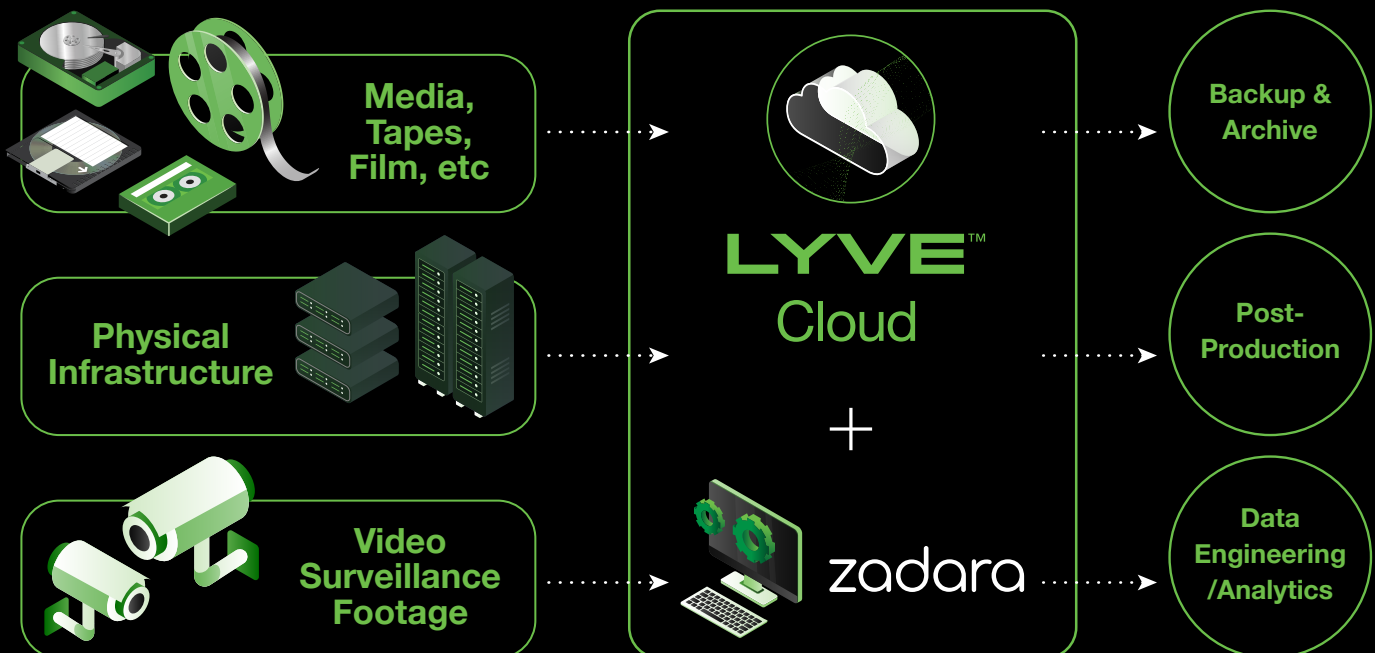 Media,
Tapes,
Film, etc
Physical
Infrastructure
Video
Surveillance
Footage
LYVE™
Cloud
+
zadara
Backup &
Archive
Post-
Production
Data
Engineering
/Analytics